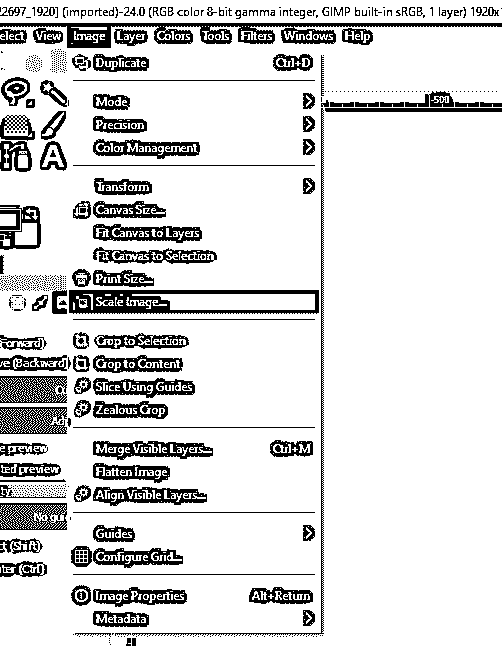 22697_1920] (imported)-24.0 (RGB color 8-bit gamma integer, GIMP built-in sRGB, 1 layer) 1920x
elect View Image Layer Colors Tools Filters Windows Help
Duplicate Ctrl+D
-500
Mode
Precision
Color Management
Transform
Canvas Size...
Fit Canvas to Layers
Fit Canvas to Selection
Print Size...
Scale Image...
Forward) Crop to Selection
ve (Backward) Crop to Content
Slice Using Guides
Zealous Crop
e preview Merge Visible Layers... Ctrl+M
ted preview Flatten Image
Align Visible Layers...
No gui
Guides
(Shift)
Configure Grid...
ter (Ctrl)
Image Properties Alt+Return
Metadata